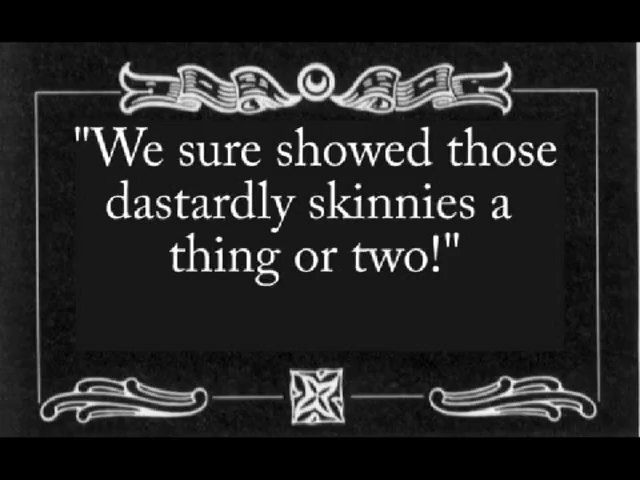 "We sure showed those
dastardly skinnies a
thing or two!"